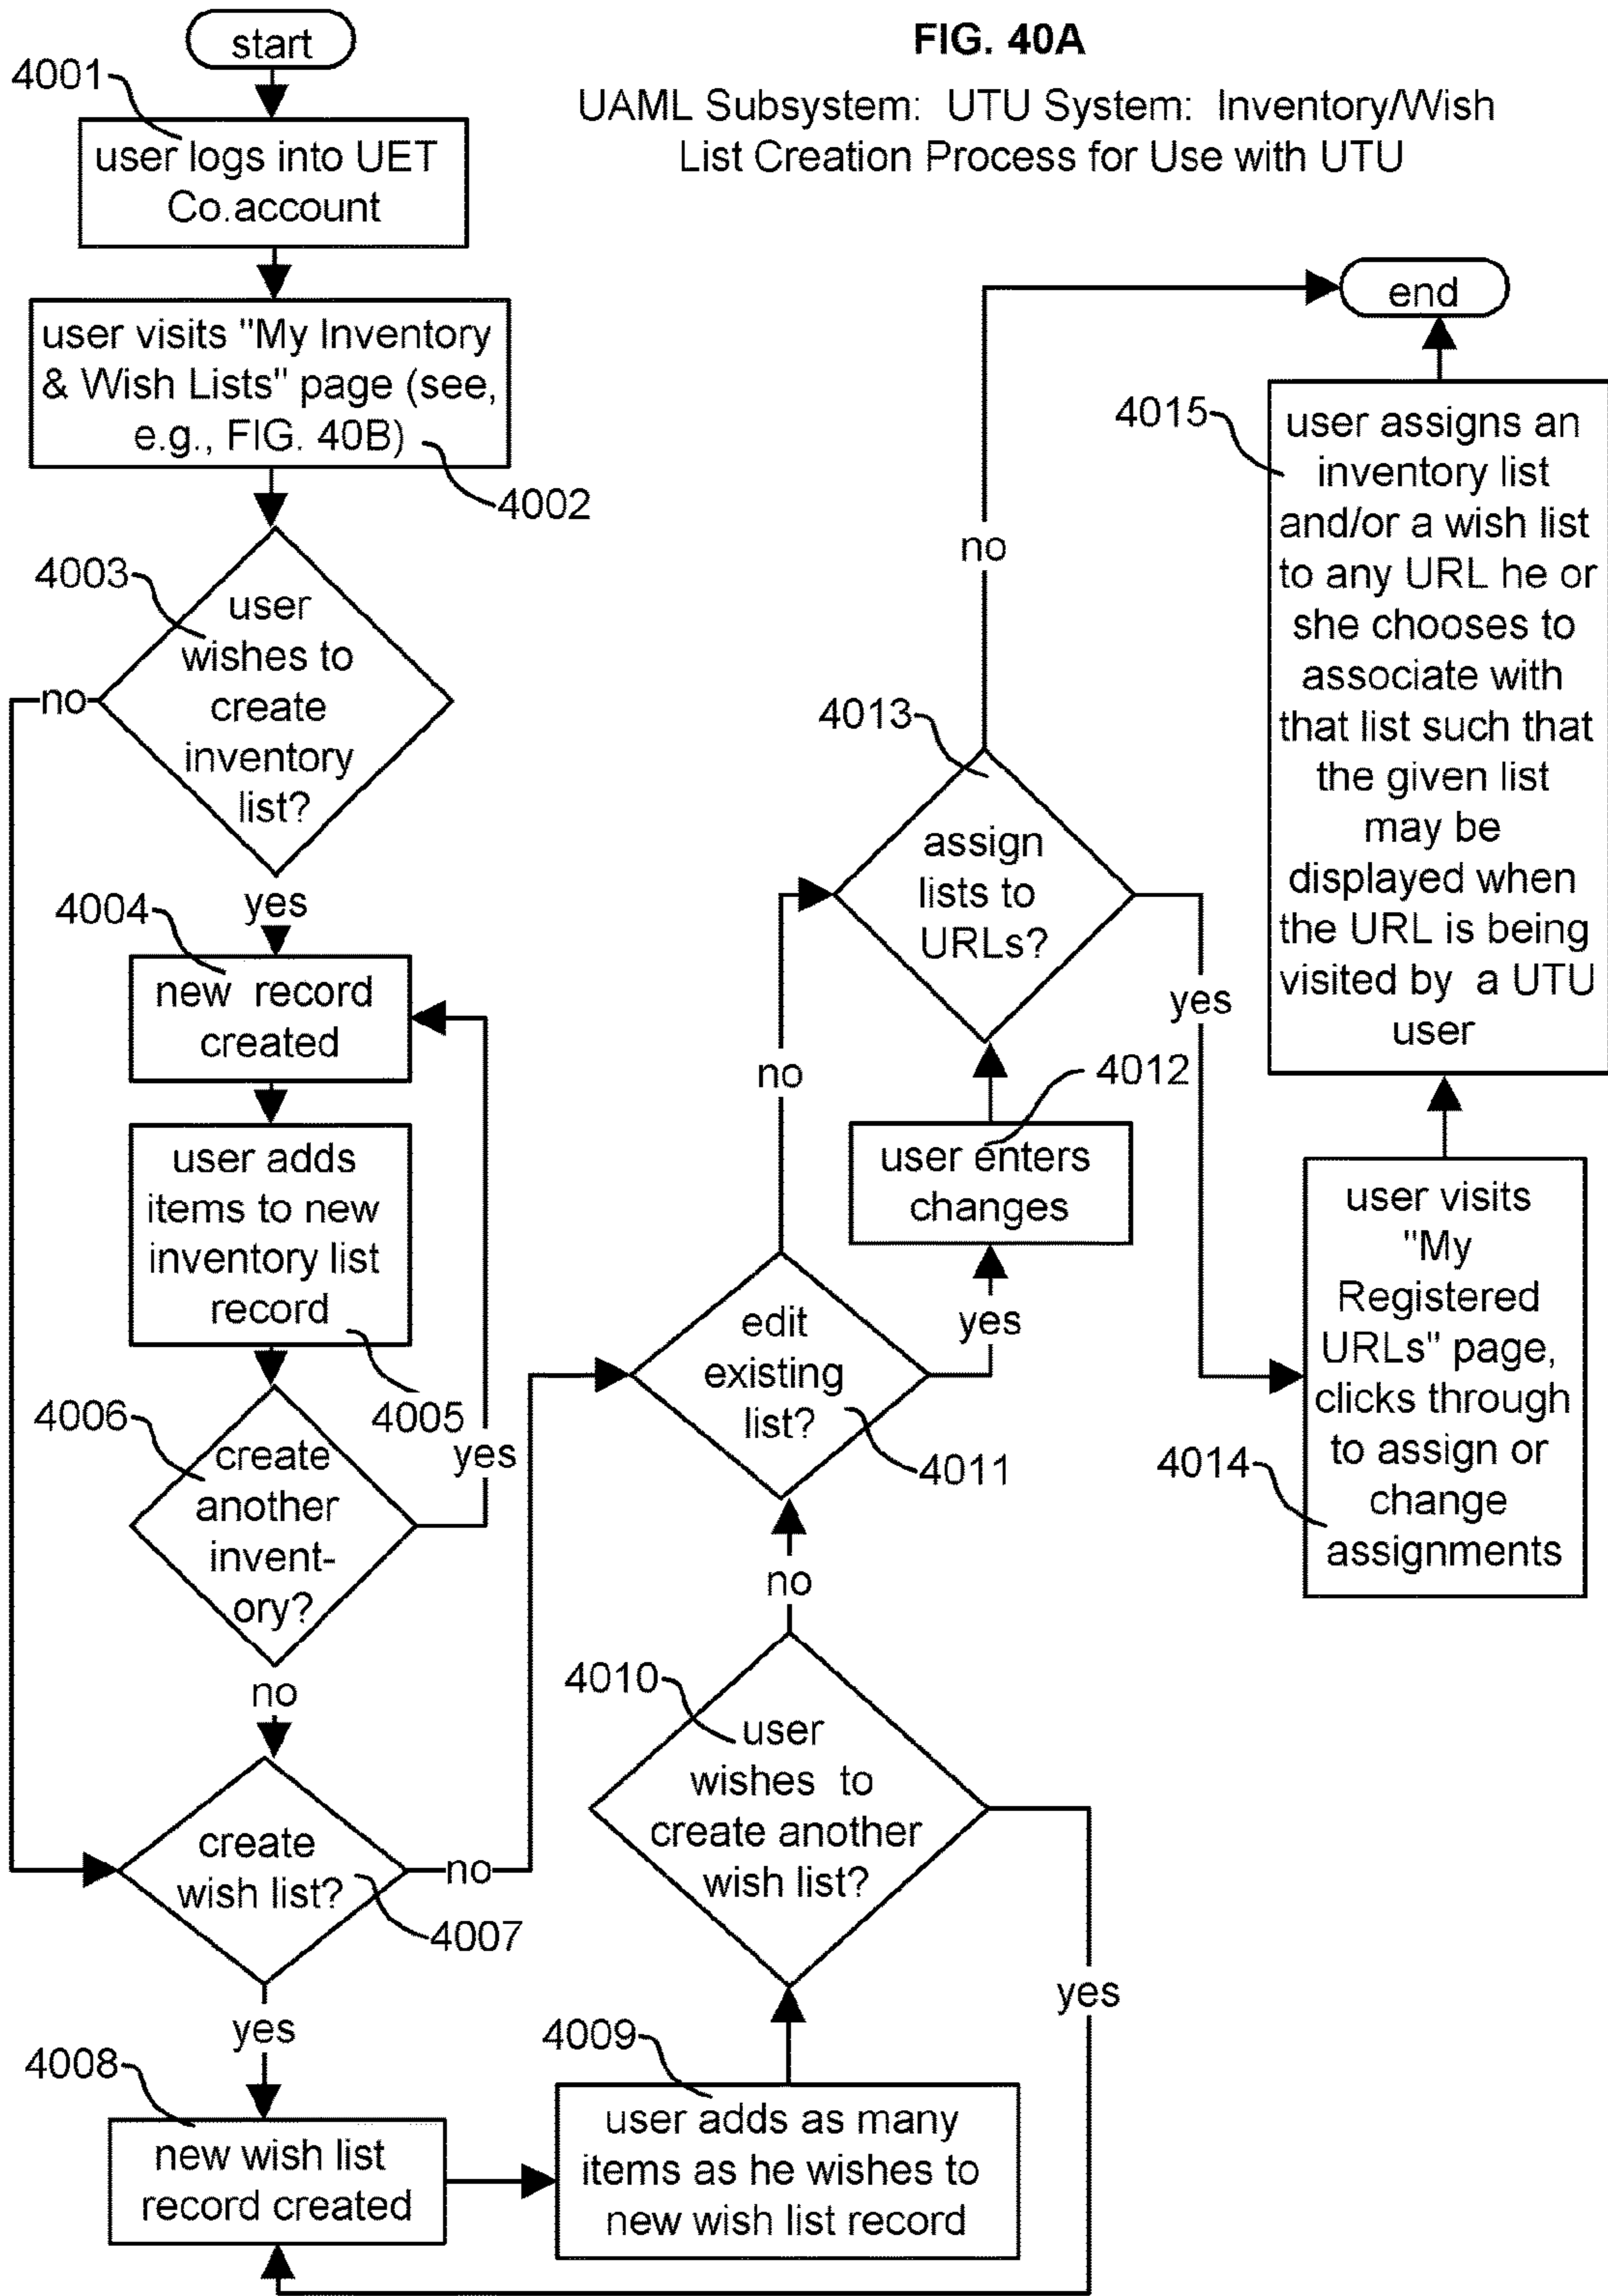 FIG. 40A
UAML Subsystem: UTU System: Inventory/Wish
List Creation Process for Use with UTU
start
4001
user logs into UET
Co.account
user visits "My Inventory
& Wish Lists" page (see,
e.g., FIG. 40B)
4002
4003
user
wishes to
create
inventory
list?
no
yes
4004
new record
created
user adds
items to new
inventory list
record
4005
4006
create
another
invent-
ory?
yes
no
create
wish list?
4007
no
yes
4008
new wish list
record created
4009
user adds as many
items as he wishes to
new wish list record
4010
user
wishes to
create another
wish list?
yes
no
edit
existing
list?
4011
no
yes
4012
user enters
changes
4013
assign
lists to
URLs?
no
yes
4014
user visits
"My
Registered
URLs" page,
clicks through
to assign or
change
assignments
4015
user assigns an
inventory list
and/or a wish list
to any URL he or
she chooses to
associate with
that list such that
the given list
may be
displayed when
the URL is being
visited by a UTU
user
end